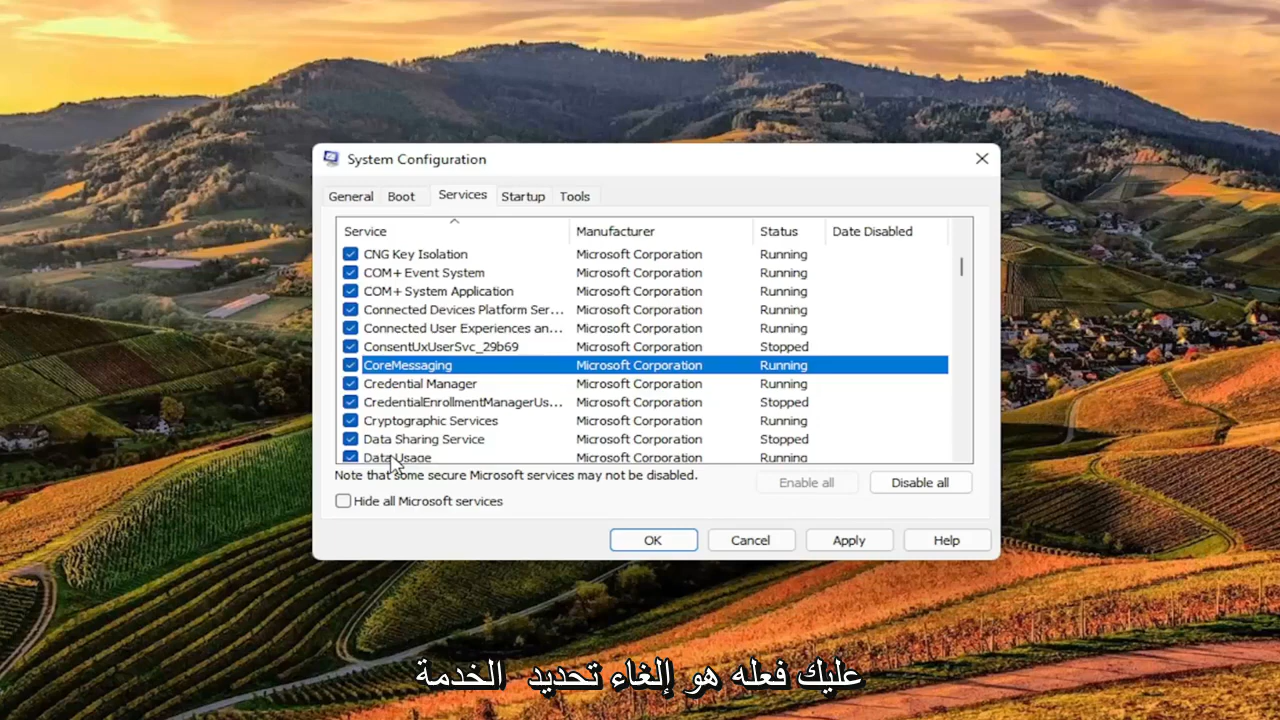 System Configuration
General Boot Services Startup Tools
Service Manufacturer Status Date Disabled
CNG Key Isolation Microsoft Corporation Running
COM+ Event System Microsoft Corporation Running
COM+ System Application Microsoft Corporation Running
Connected Devices Platform Ser... Microsoft Corporation Running
Connected User Experiences an... Microsoft Corporation Running
ConsentUxUserSvc_29b69 Microsoft Corporation Stopped
CoreMessaging Microsoft Corporation Running
Credential Manager Microsoft Corporation Running
CredentialEnrollmentManagerUs... Microsoft Corporation Stopped
Cryptographic Services Microsoft Corporation Running
Data Sharing Service Microsoft Corporation Stopped
Data Usage Microsoft Corporation Running
Note that some secure Microsoft services may not be disabled.
Enable all Disable all
Hide all Microsoft services
OK Cancel Apply Help
عليك فعله هو إلغاء تحديد الخدمة